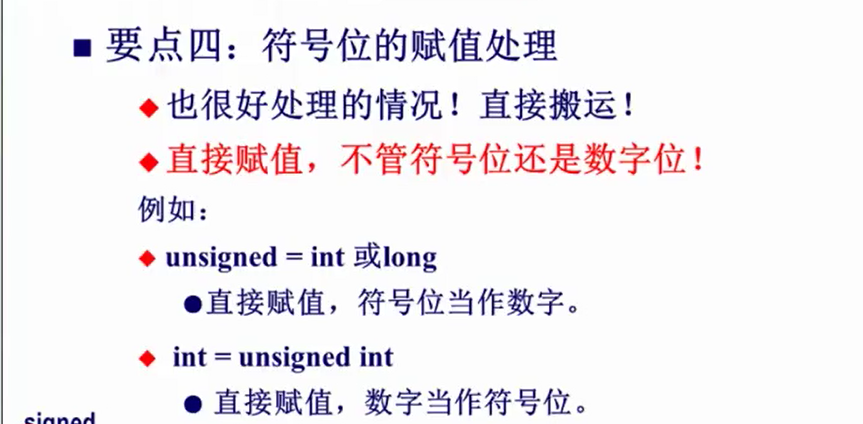 要点四：符号位的赋值处理
也很好处理的情况！直接搬运！
直接赋值，不管符号位还是数字位！
例如：
unsigned = int 或long
直接赋值，符号位当作数字。
int = unsigned int
直接赋值，数字当作符号位。
signed